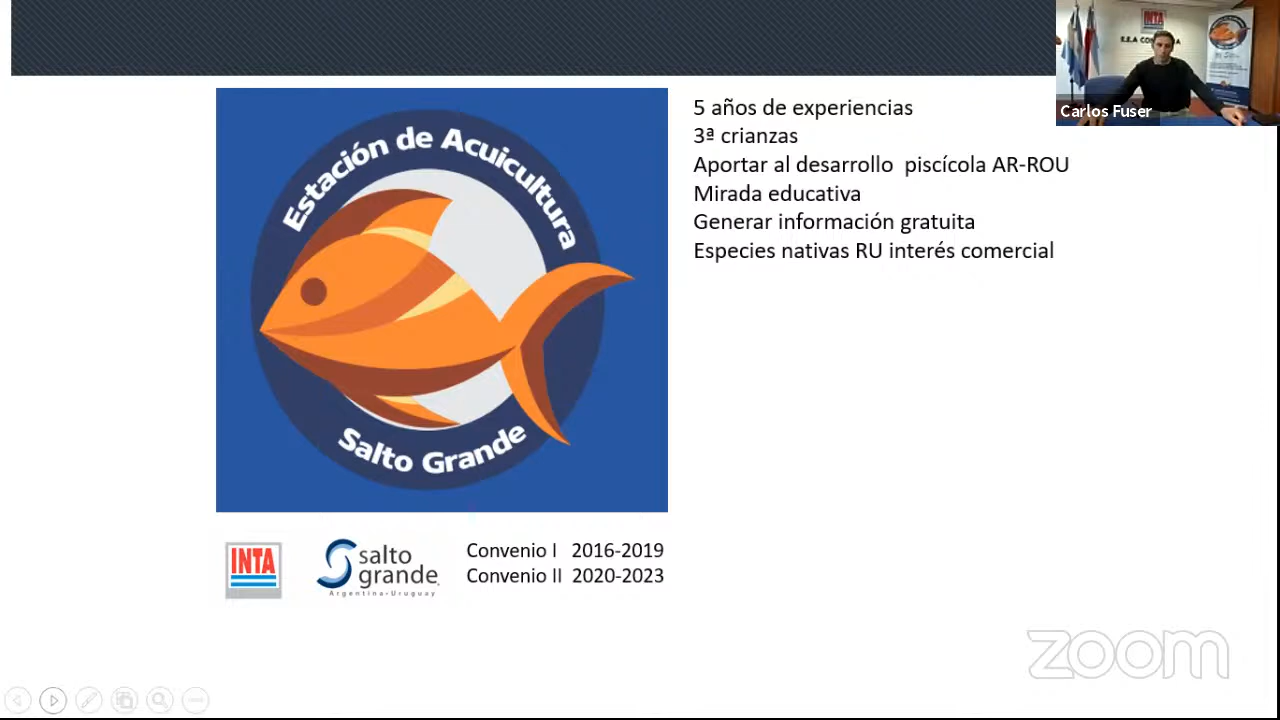 INTA
Carlos Fuser
5 años de experiencias
3ª crianzas
Aportar al desarrollo piscícola AR-ROU
Mirada educativa
Generar información gratuita
Especies nativas RU interés comercial
Estación de Acuicultura
Salto Grande
INTA
salto
grande
Argentina-Uruguay
Convenio I 2016-2019
Convenio II 2020-2023
zoom